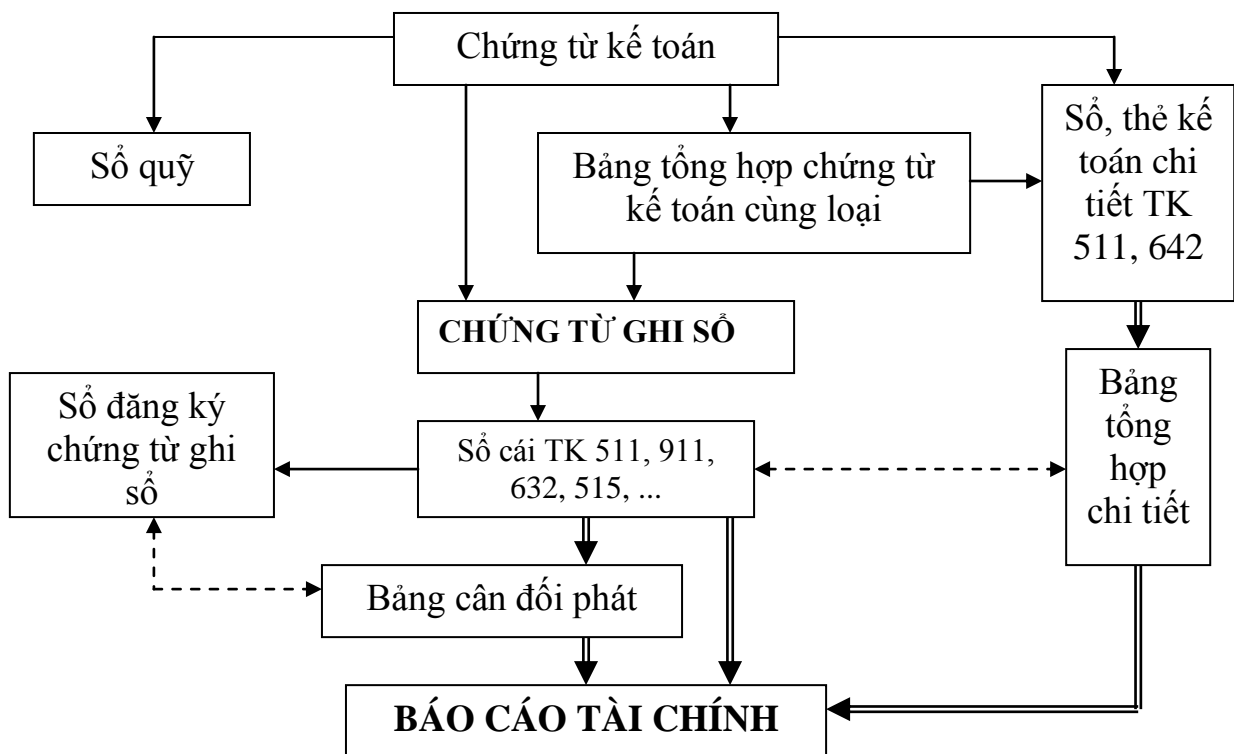 Chứng từ kế toán
Sổ quỹ
Bảng tổng hợp chứng từ
kế toán cùng loại
Sổ, thẻ kế
toán chi
tiết TK
511, 642
CHỨNG TỪ GHI SỔ
Sổ đăng ký
chứng từ ghi
sổ
Sổ cái TK 511, 911,
632, 515, ...
Bảng
tổng
hợp
chi tiết
Bảng cân đối phát
BÁO CÁO TÀI CHÍNH